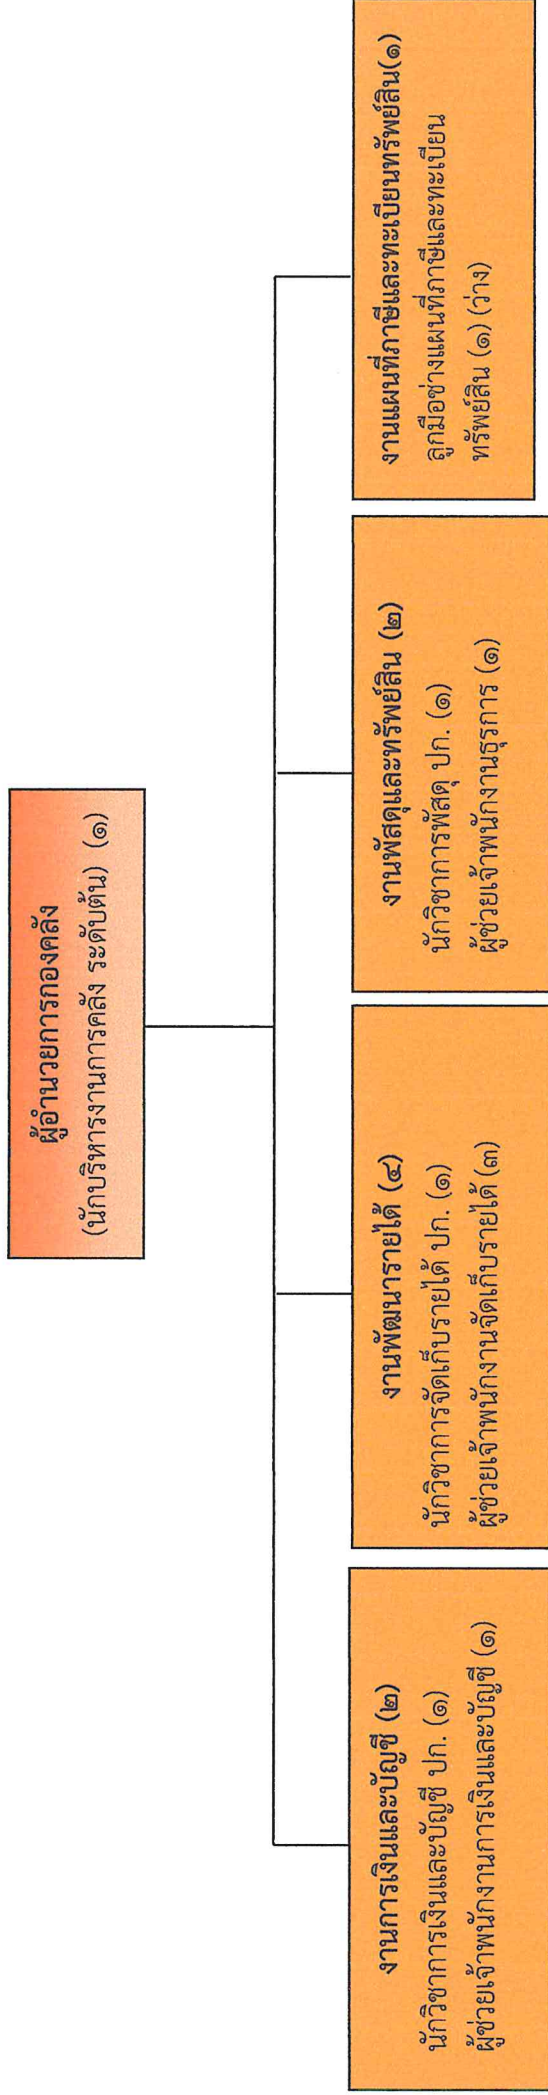 ผู้อำนวยการกองคลัง
(นักบริหารงานการคลัง ระดับต้น) (๑)
งานการเงินและบัญชี (๒)
นักวิชาการเงินและบัญชี ปก. (๑)
ผู้ช่วยเจ้าพนักงานการเงินและบัญชี (๑)
งานพัฒนารายได้ (๔)
นักวิชาการจัดเก็บรายได้ ปก. (๑)
ผู้ช่วยเจ้าพนักงานจัดเก็บรายได้ (๓)
งานพัสดุและทรัพย์สิน (๒)
นักวิชาการพัสดุ ปก. (๑)
ผู้ช่วยเจ้าพนักงานธุรการ (๑)
งานแผนที่ภาษีและทะเบียนทรัพย์สิน(๑)
ลูกมือช่างแผนที่ภาษีและทะเบียน
ทรัพย์สิน (๑) (ว่าง)